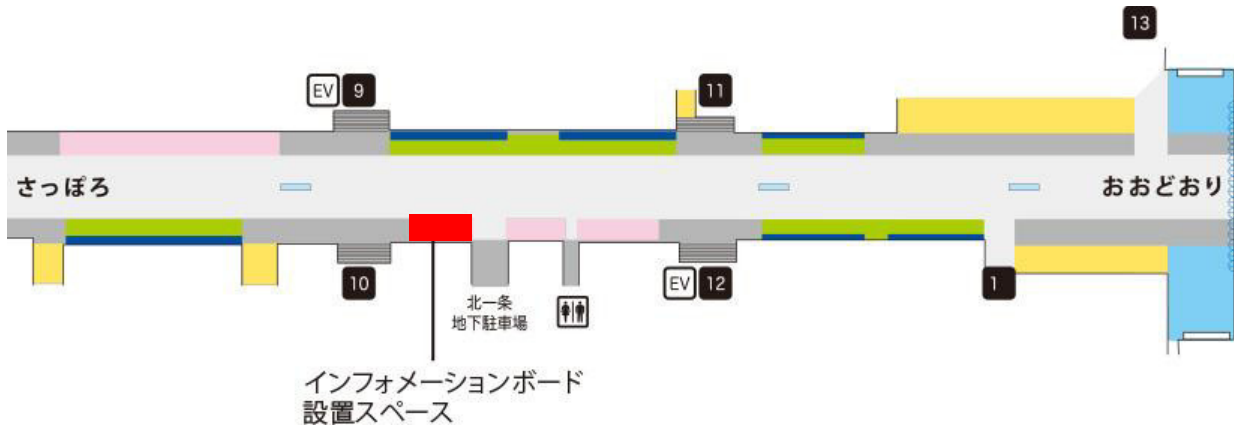 13
EV 9
11
さっぽろ
おおどおり
10
北一条
地下駐車場
EV 12
1
インフォメーションボード
設置スペース